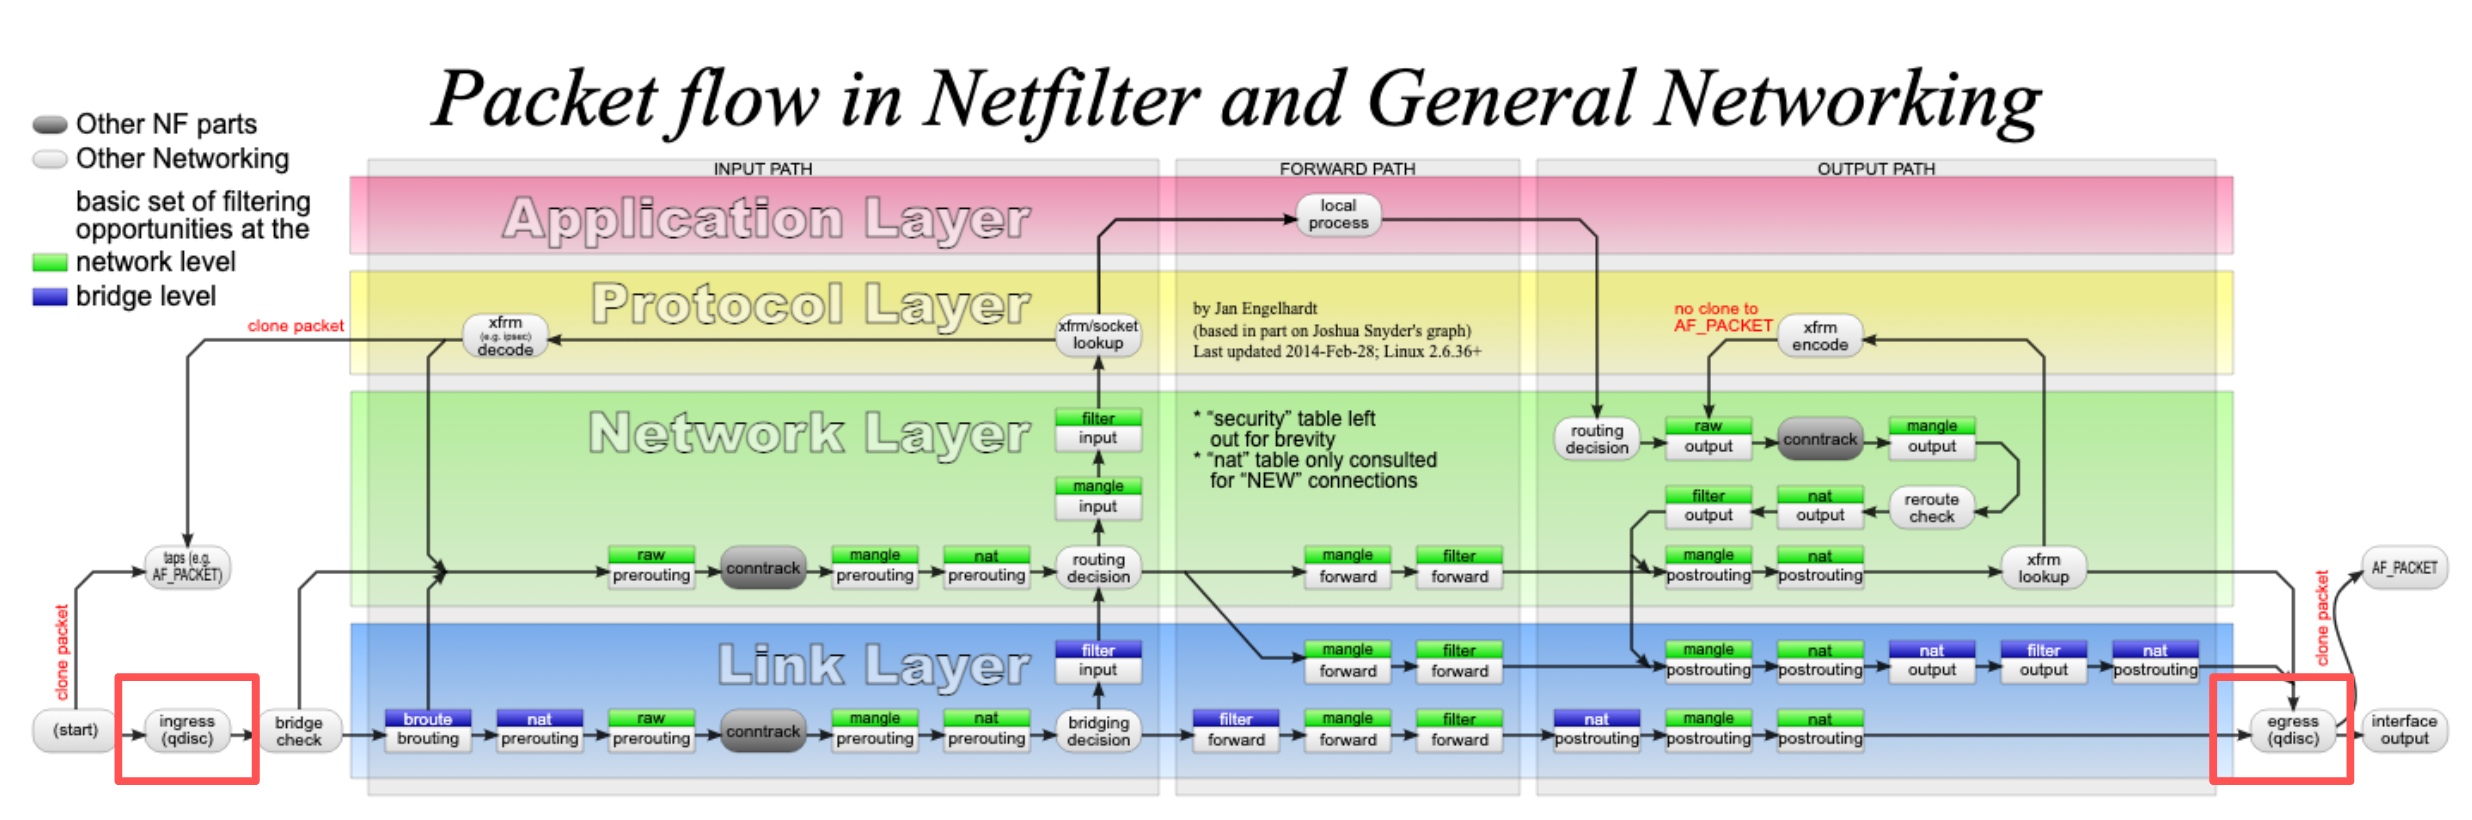 Packet flow in Netfilter and General Networking
Other NF parts
Other Networking
basic set of filtering
opportunities at the
network level
bridge level
INPUT PATH
FORWARD PATH
OUTPUT PATH
Application Layer
local
process
Protocol Layer
clone packet
xfrm
(e.g. ipsec)
decode
xfrm/socket
lookup
by Jan Engelhardt
(based in part on Joshua Snyder's graph)
Last updated 2014-Feb-28; Linux 2.6.36+
no clone to
AF_PACKET
xfrm
encode
Network Layer
filter
input
mangle
input
* “security” table left
out for brevity
* “nat” table only consulted
for “NEW” connections
routing
decision
raw
output
conntrack
mangle
output
filter
output
nat
output
reroute
check
taps (e.g.
AF_PACKET)
raw
prerouting
conntrack
mangle
prerouting
nat
prerouting
routing
decision
mangle
forward
filter
forward
mangle
postrouting
nat
postrouting
xfrm
lookup
AF_PACKET
clone packet
clone packet
Link Layer
filter
input
mangle
forward
filter
forward
mangle
postrouting
nat
postrouting
nat
output
filter
output
nat
postrouting
(start)
ingress
(qdisc)
bridge
check
broute
brouting
nat
prerouting
raw
prerouting
conntrack
mangle
prerouting
nat
prerouting
bridging
decision
filter
forward
mangle
forward
filter
forward
nat
postrouting
mangle
postrouting
nat
postrouting
egress
(qdisc)
interface
output